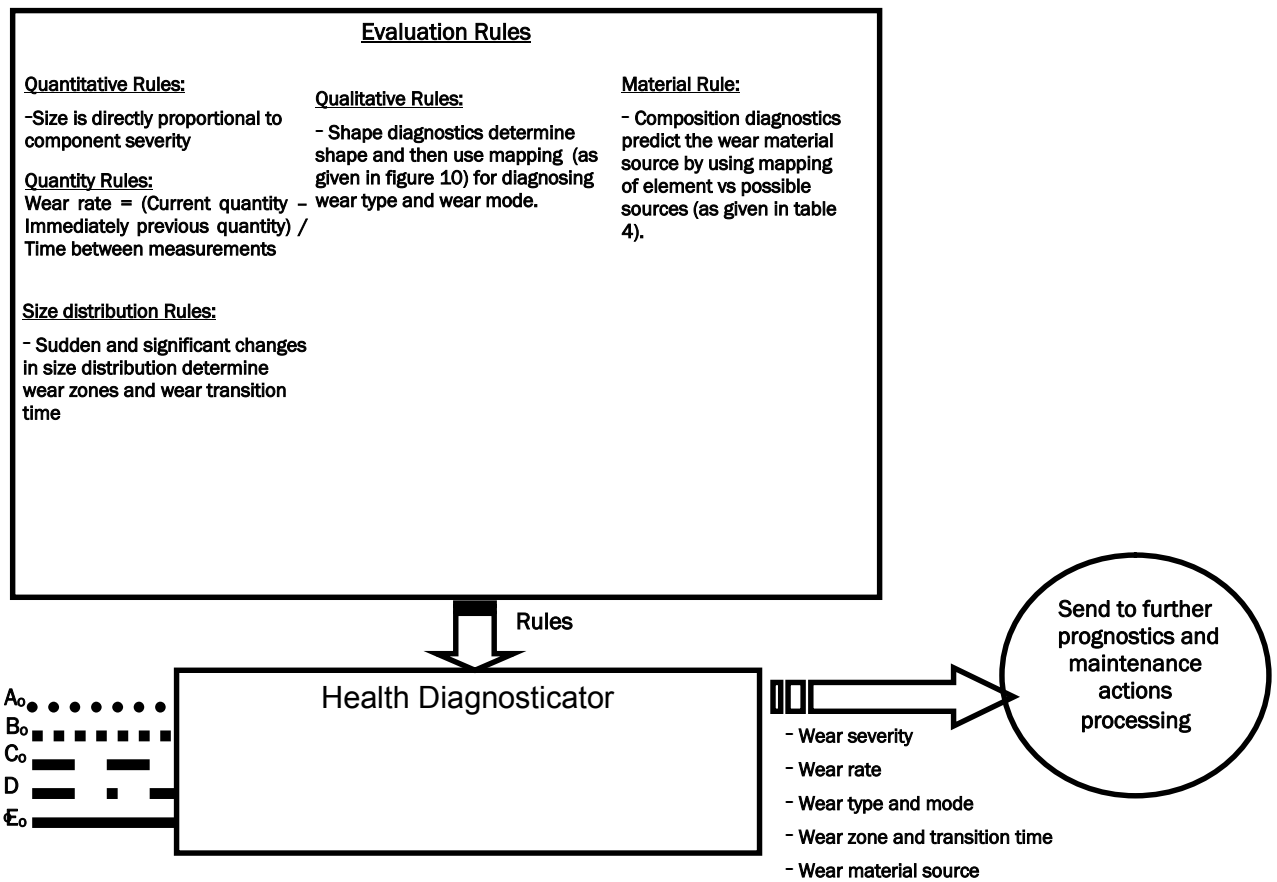 Evaluation Rules
Quantitative Rules:
-Size is directly proportional to
component severity
Quantity Rules:
Wear rate = (Current quantity –
Immediately previous quantity) /
Time between measurements
Size distribution Rules:
- Sudden and significant changes
in size distribution determine
wear zones and wear transition
time
Qualitative Rules:
- Shape diagnostics determine
shape and then use mapping (as
given in figure 10) for diagnosing
wear type and wear mode.
Material Rule:
- Composition diagnostics
predict the wear material
source by using mapping
of element vs possible
sources (as given in table
4).
Rules
Health Diagnosticator
Ao
Bo
Co
D
o
Eo
- Wear severity
- Wear rate
- Wear type and mode
- Wear zone and transition time
- Wear material source
Send to further
prognostics and
maintenance
actions
processing